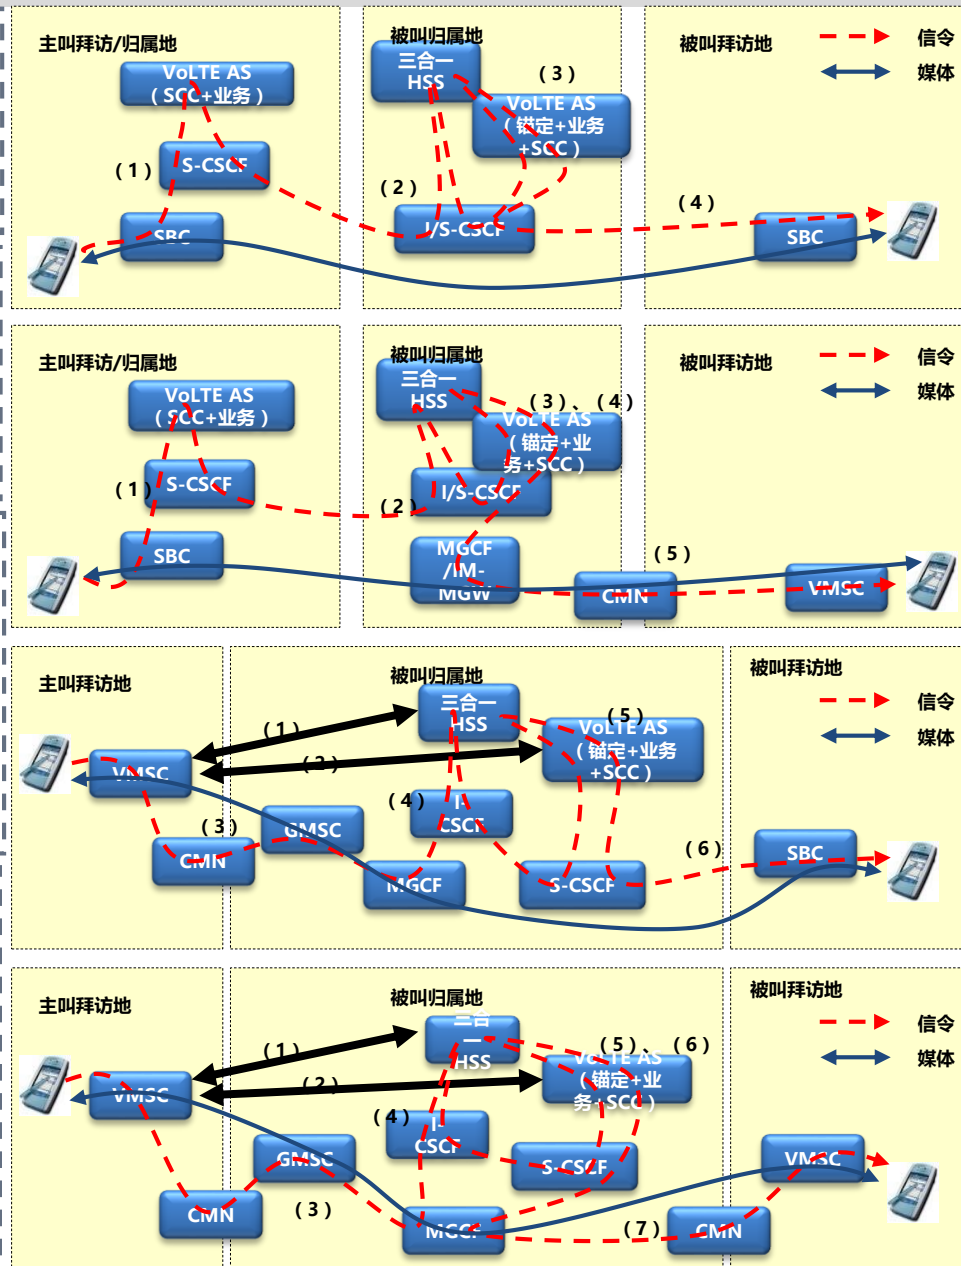 主叫拜访/归属地
被叫归属地
被叫拜访地
信令
媒体
VoLTE AS
（SCC+业务）
三合一
HSS
（3）
VoLTE AS
（锚定+业务
+SCC）
（1）
S-CSCF
（2）
（4）
SBC
I/S-CSCF
SBC
主叫拜访/归属地
被叫归属地
被叫拜访地
信令
媒体
VoLTE AS
（SCC+业务）
三合一
HSS
（3）、（4）
VoLTE AS
（锚定+业
务+SCC）
（1）
S-CSCF
（2）
I/S-CSCF
SBC
MGCF
/IM-
MGW
（5）
CMN
VMSC
主叫拜访地
被叫归属地
被叫拜访地
信令
媒体
三合一
HSS
（1）
（5）
VoLTE AS
（锚定+业务
+SCC）
（2）
VMSC
（4）
I-
CSCF
（3）
GMSC
CMN
MGCF
S-CSCF
（6）
SBC
主叫拜访地
被叫归属地
被叫拜访地
信令
媒体
三合
一
HSS
（1）
（5）、（6）
VoLTE AS
（锚定+业
务+SCC）
（2）
VMSC
（4）
I-
CSCF
GMSC
S-CSCF
VMSC
CMN
（3）
MGCF
（7）
CMN